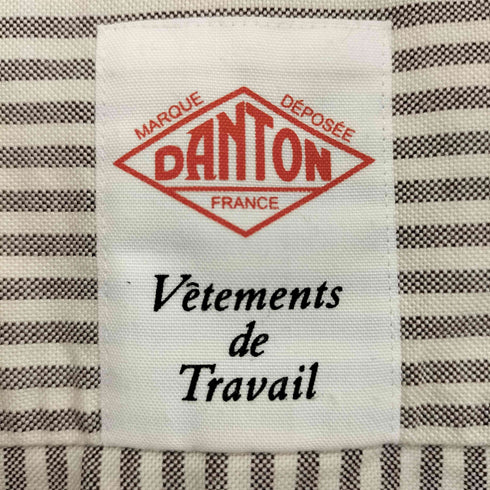 MARQUE DÉPOSÉE
DANTON
FRANCE
Vêtements
de
Travail